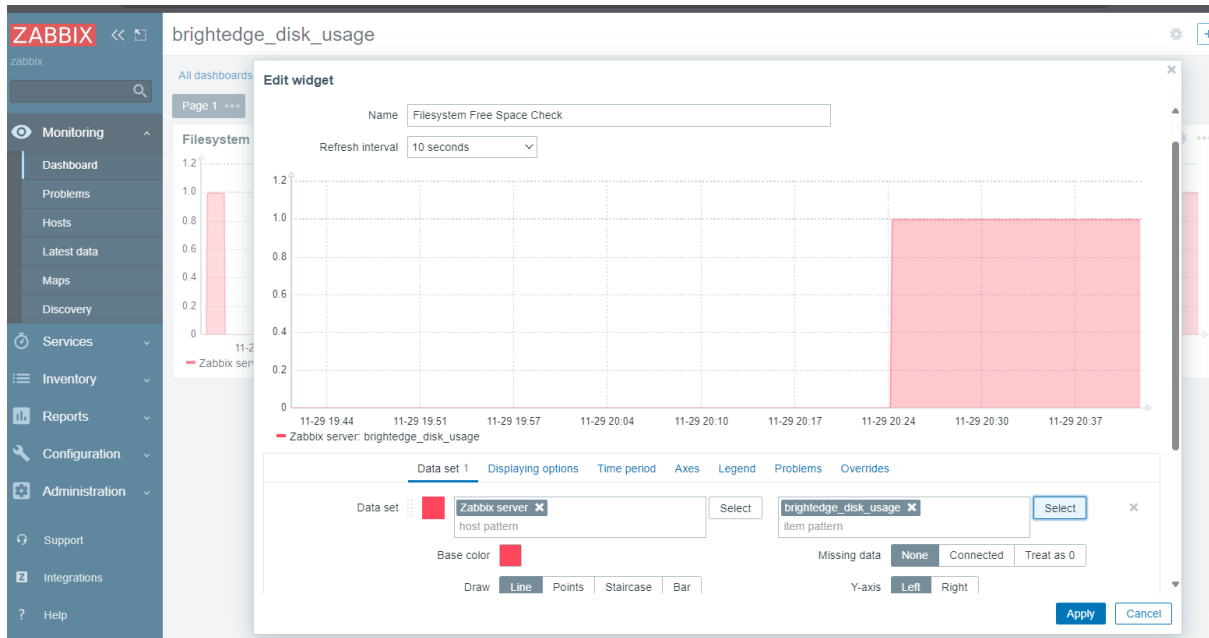 ZABBIX
brightedge_disk_usage
zabbix
All dashboards
Page 1
Monitoring
Dashboard
Problems
Hosts
Latest data
Maps
Discovery
Services
Inventory
Reports
Configuration
Administration
Support
Integrations
Help
Filesystem
1.2
1.0
0.8
0.6
0.4
0.2
0
11-2
Zabbix ser
Edit widget
Name Filesystem Free Space Check
Refresh interval 10 seconds
1.2
1.0
0.8
0.6
0.4
0.2
0
11-29 19:44 11-29 19:51 11-29 19:57 11-29 20:04 11-29 20:10 11-29 20:17 11-29 20:24 11-29 20:30 11-29 20:37
Zabbix server: brightedge_disk_usage
Data set 1 Displaying options Time period Axes Legend Problems Overrides
Data set Zabbix server Select brightedge_disk_usage Select
host pattern item pattern
Base color Missing data None Connected Treat as 0
Draw Line Points Staircase Bar Y-axis Left Right
Apply Cancel